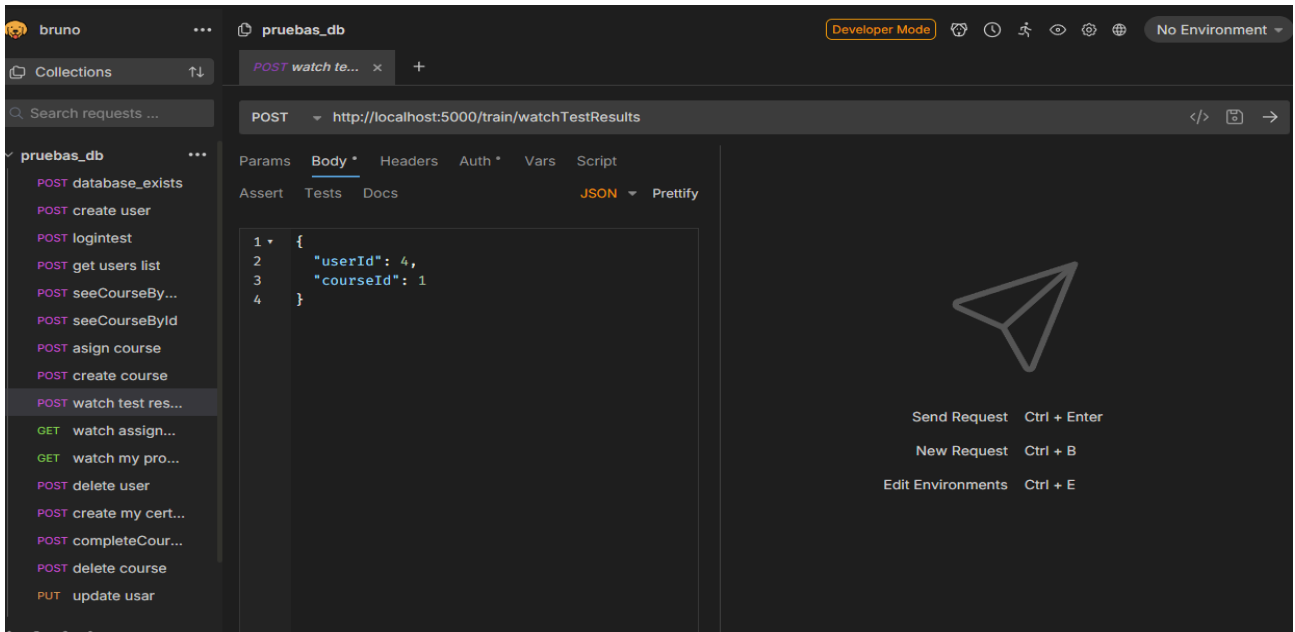 bruno
Collections
Search requests ...
pruebas_db
POST database_exists
POST create user
POST logintest
POST get users list
POST seeCourseBy...
POST seeCourseById
POST asign course
POST create course
POST watch test res...
GET watch assign...
GET watch my pro...
POST delete user
POST create my cert...
POST completeCour...
POST delete course
PUT update usar
pruebas_db
Developer Mode
No Environment
POST watch te... ×
+
POST http://localhost:5000/train/watchTestResults
</>
Params Body Headers Auth Vars Script
Assert Tests Docs
JSON Prettify
1 {
2 "userId": 4,
3 "courseId": 1
4 }
Send Request Ctrl + Enter
New Request Ctrl + B
Edit Environments Ctrl + E